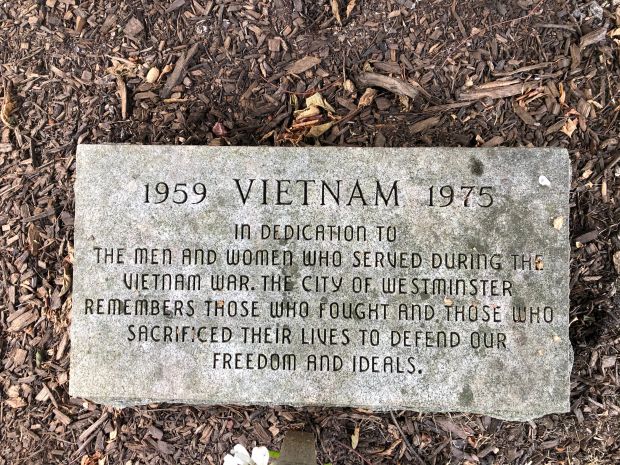 1959 VIETNAM 1975
IN DEDICATION TO
THE MEN AND WOMEN WHO SERVED DURING THE
VIETNAM WAR. THE CITY OF WESTMINSTER
REMEMBERS THOSE WHO FOUGHT AND THOSE WHO
SACRIFICED THEIR LIVES TO DEFEND OUR
FREEDOM AND IDEALS.